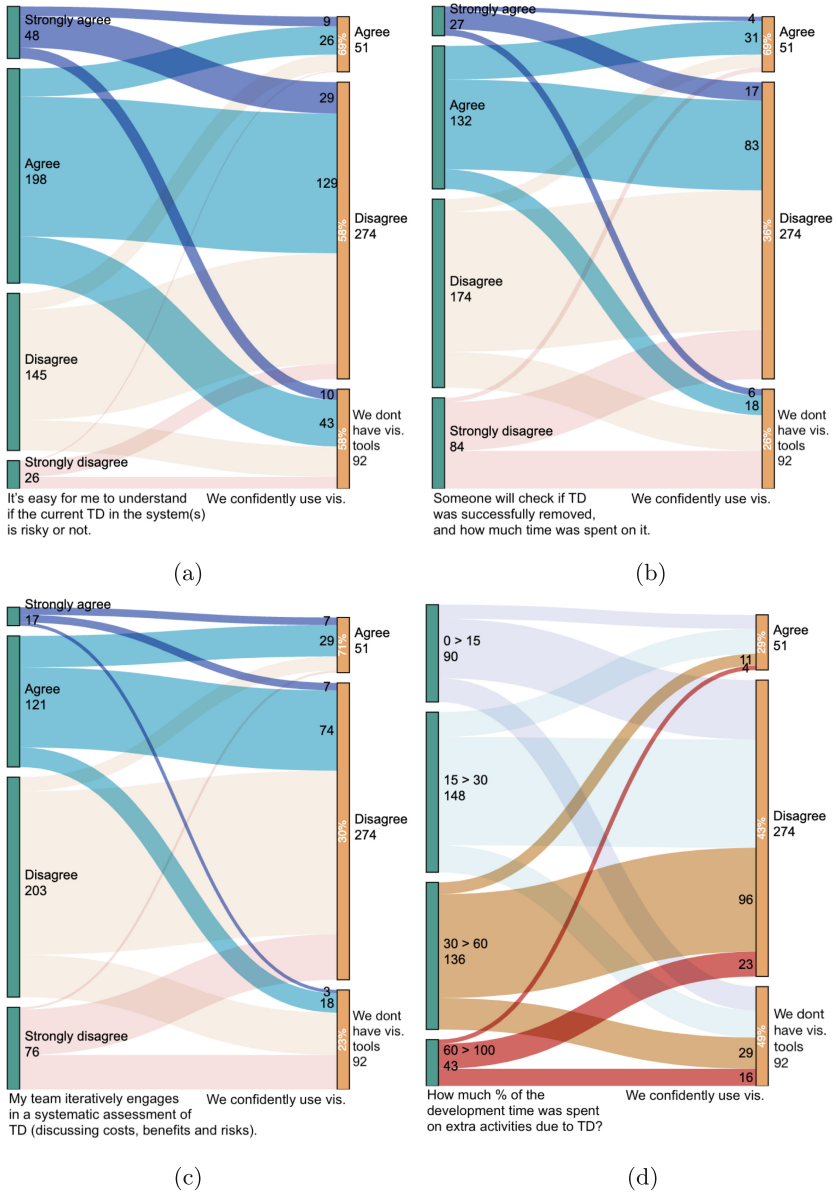 Strongly agree
48
9
Agree
51
69%
26
29
Agree
198
129
58%
Disagree
274
Disagree
145
10
43
58%
We dont
have vis.
tools
92
Strongly disagree
26
It's easy for me to understand
if the current TD in the system(s)
is risky or not.
We confidently use vis.
(a)
Strongly agree
27
4
Agree
51
69%
31
17
Agree
132
83
36%
Disagree
274
Disagree
174
6
18
26%
We dont
have vis.
tools
92
Strongly disagree
84
Someone will check if TD
was successfully removed,
and how much time was spent on it.
We confidently use vis.
(b)
Strongly agree
17
7
Agree
51
71%
29
7
Agree
121
74
30%
Disagree
274
Disagree
203
3
18
23%
We dont
have vis.
tools
92
Strongly disagree
76
My team iteratively engages
in a systematic assessment of
TD (discussing costs, benefits and risks).
We confidently use vis.
(c)
0 > 15
90
Agree
51
29%
11
4
15 > 30
148
43%
Disagree
274
30 > 60
136
96
23
29
49%
We dont
have vis.
tools
92
60 > 100
43
16
How much % of the
development time was spent
on extra activities due to TD?
We confidently use vis.
(d)